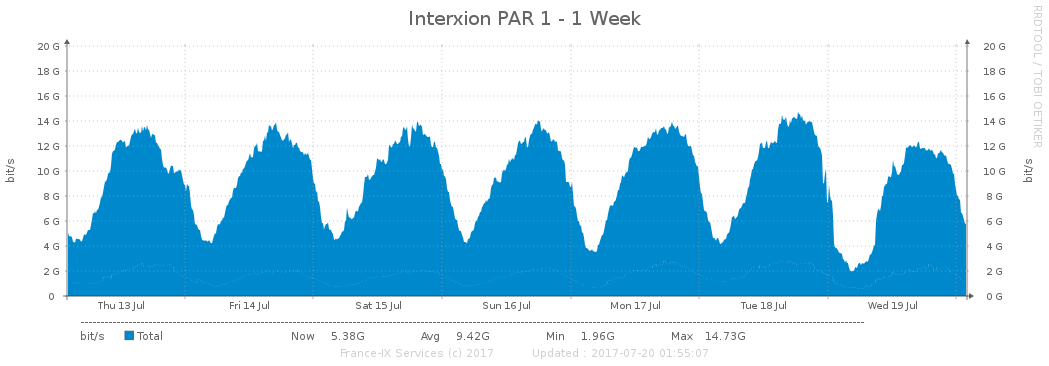 Interxion PAR 1 - 1 Week
RRDTOOL / TOBI OETIKER
20 G 20 G
18 G 18 G
16 G 16 G
14 G 14 G
12 G 12 G
10 G 10 G
8 G 8 G
6 G 6 G
4 G 4 G
2 G 2 G
0 0 G
bit/s
bit/s
Thu 13 Jul Fri 14 Jul Sat 15 Jul Sun 16 Jul Mon 17 Jul Tue 18 Jul Wed 19 Jul
bit/s Total Now 5.38G Avg 9.42G Min 1.96G Max 14.73G
France-IX Services (c) 2017 Updated : 2017-07-20 01:55:07